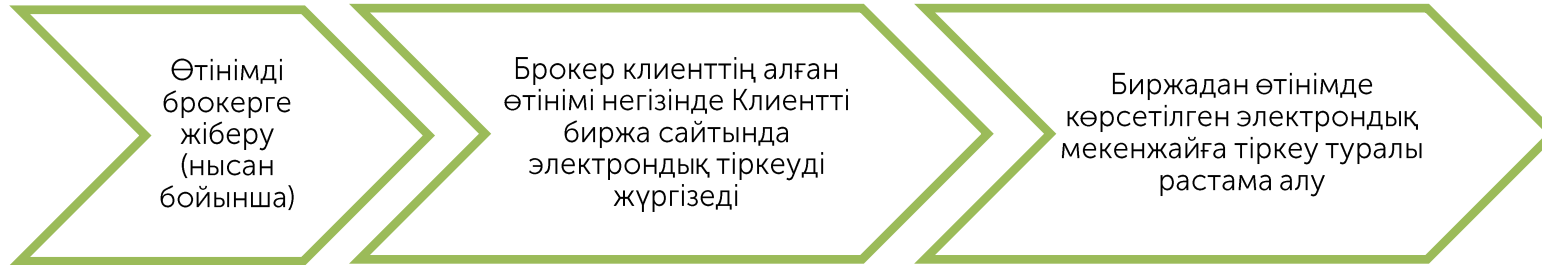 Өтінімді
брокерге
жіберу
(нысан
бойынша)
Брокер клиенттің алған
өтінімі негізінде Клиентті
биржа сайтында
электрондық тіркеуді
жүргізеді
Биржадан өтінімде
көрсетілген электрондық
мекенжайға тіркеу туралы
растама алу